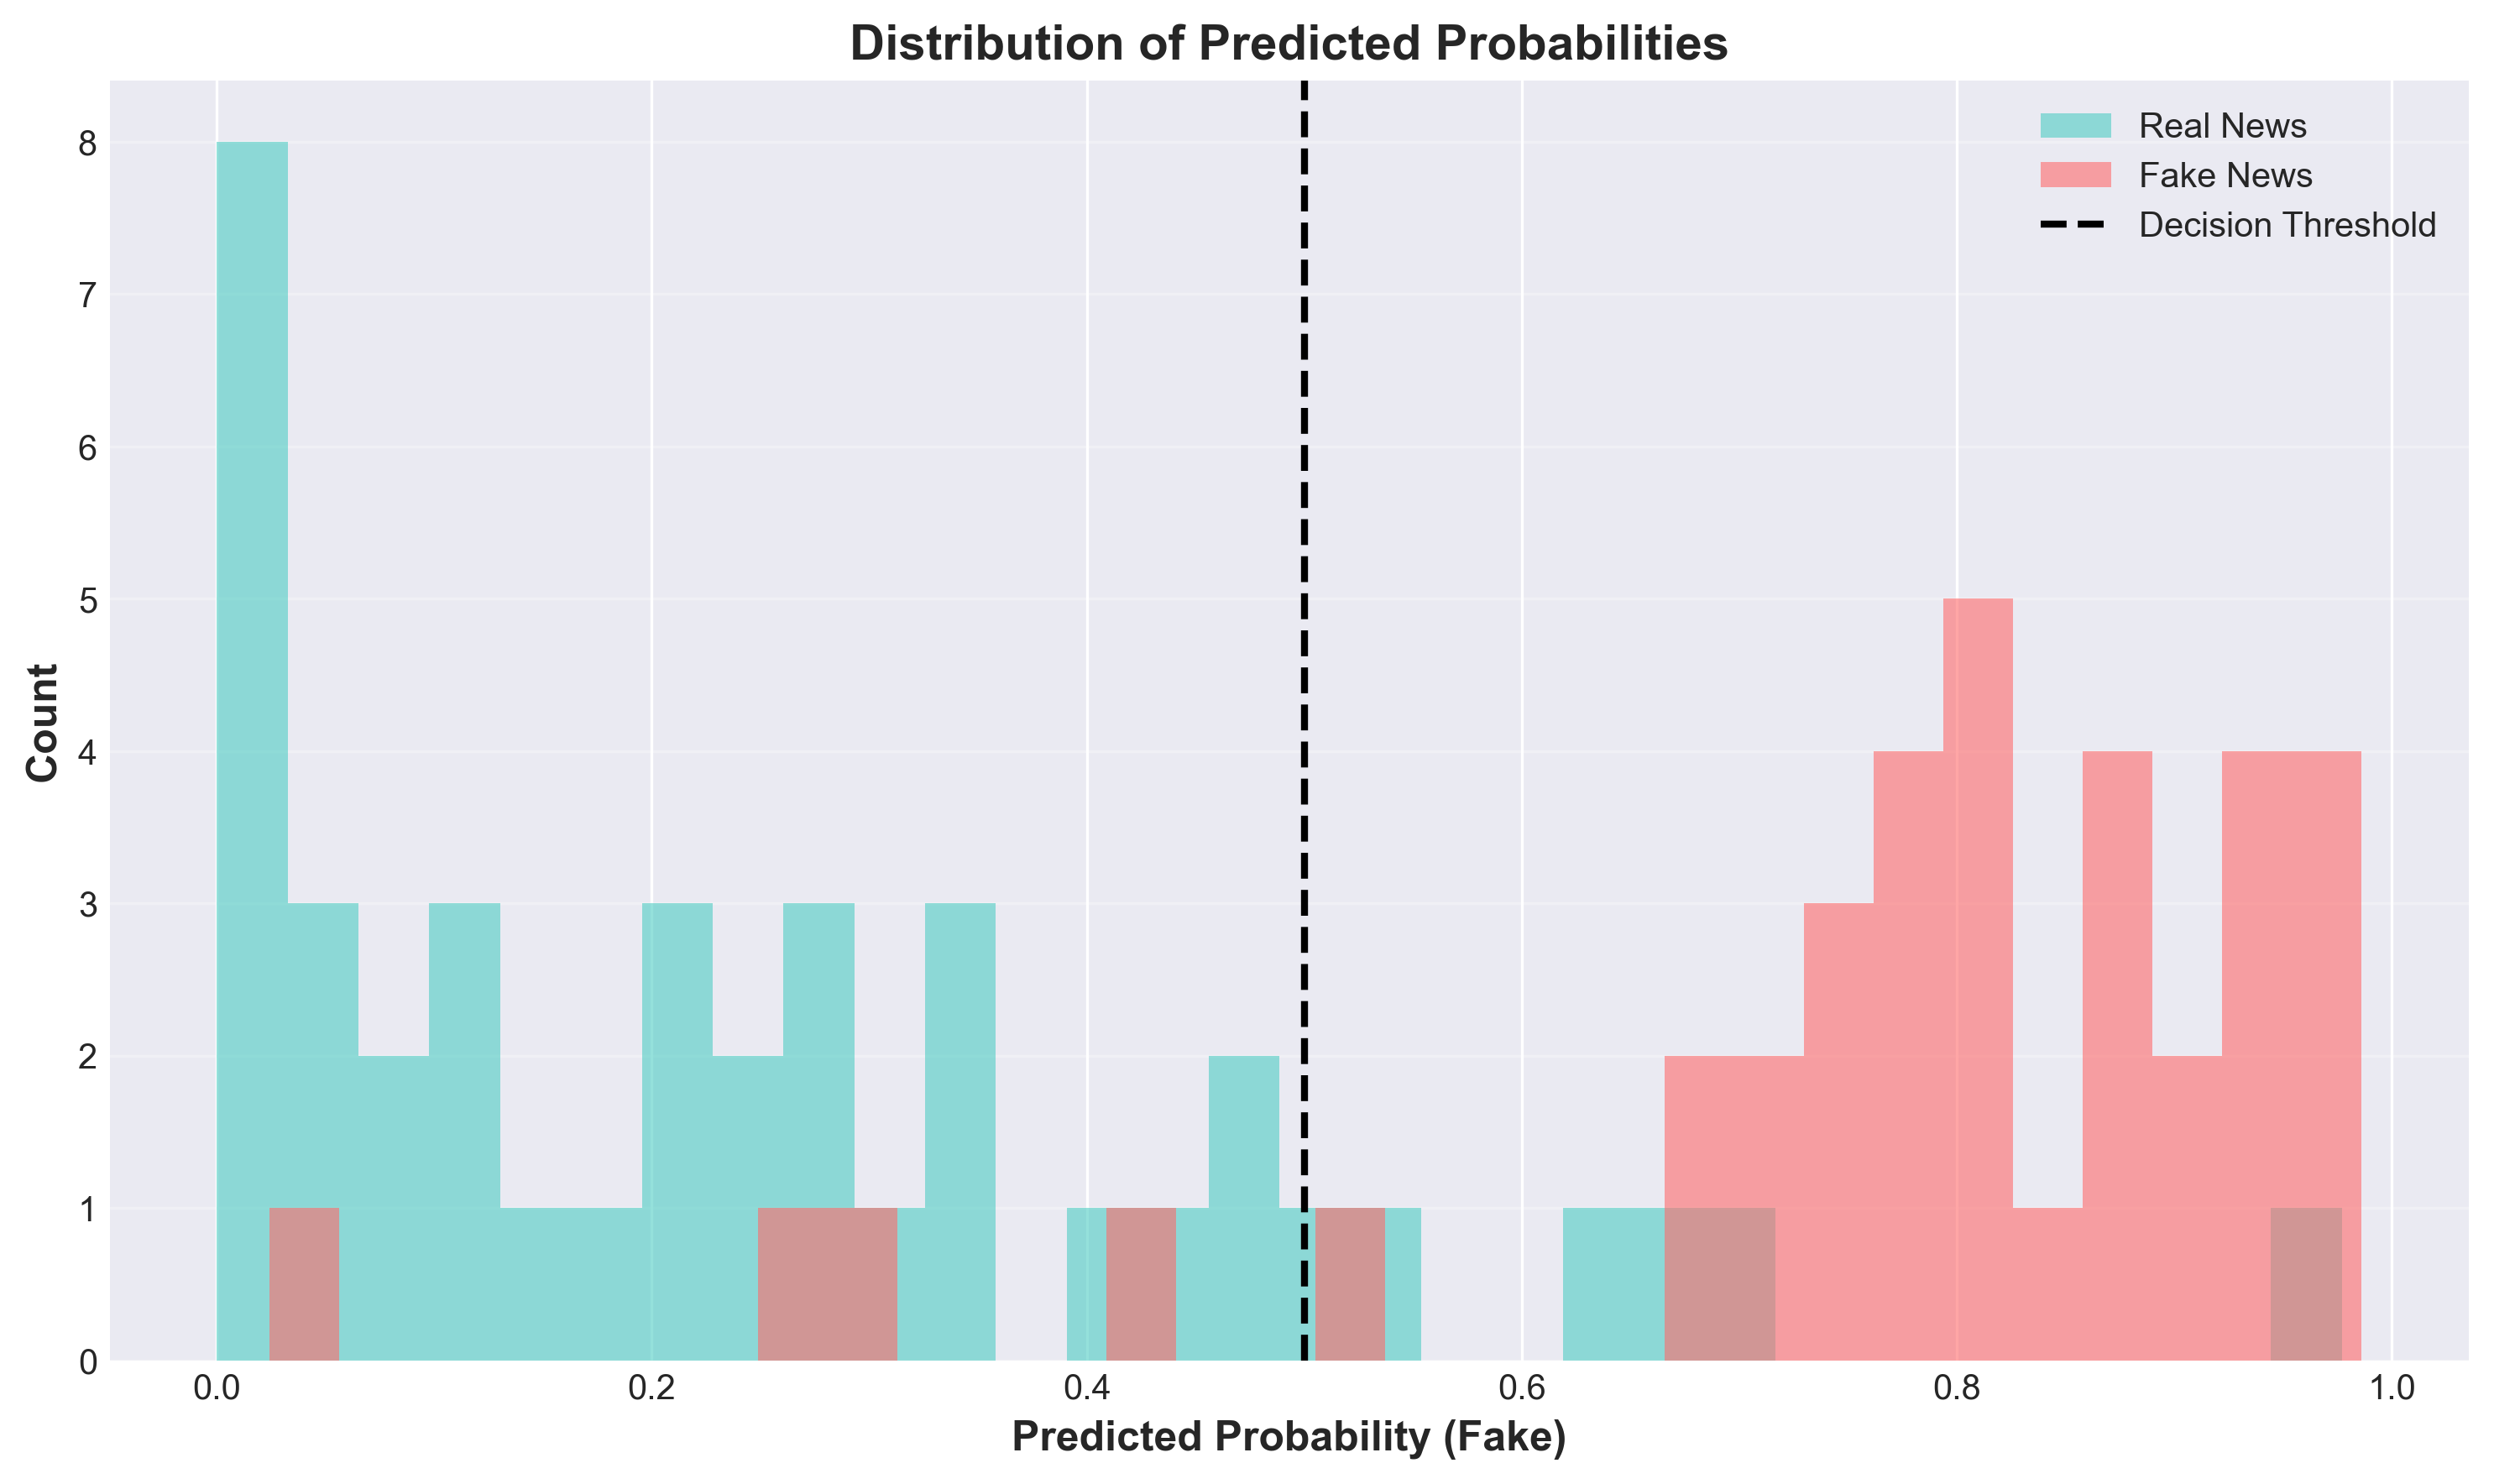 Distribution of Predicted Probabilities
Real News
Fake News
Decision Threshold
Count
8
7
6
5
4
3
2
1
0
0.0 0.2 0.4 0.6 0.8 1.0
Predicted Probability (Fake)